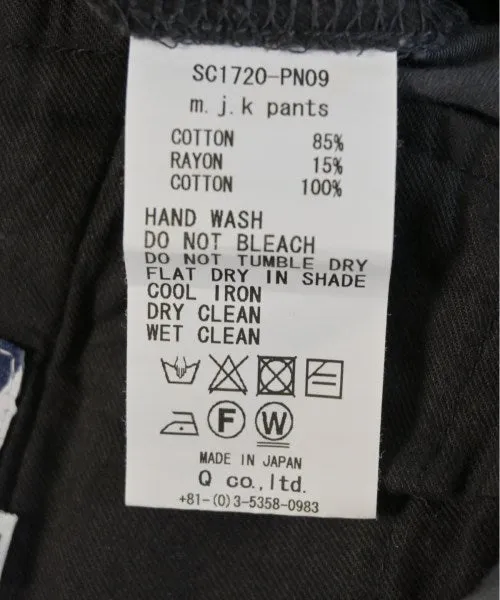 SC1720-PN09
m.j.k pants
COTTON 85%
RAYON 15%
COTTON 100%
HAND WASH
DO NOT BLEACH
DO NOT TUMBLE DRY
FLAT DRY IN SHADE
COOL IRON
DRY CLEAN
WET CLEAN
F W
MADE IN JAPAN
Q co.,ltd.
+81-(0)3-5358-0983